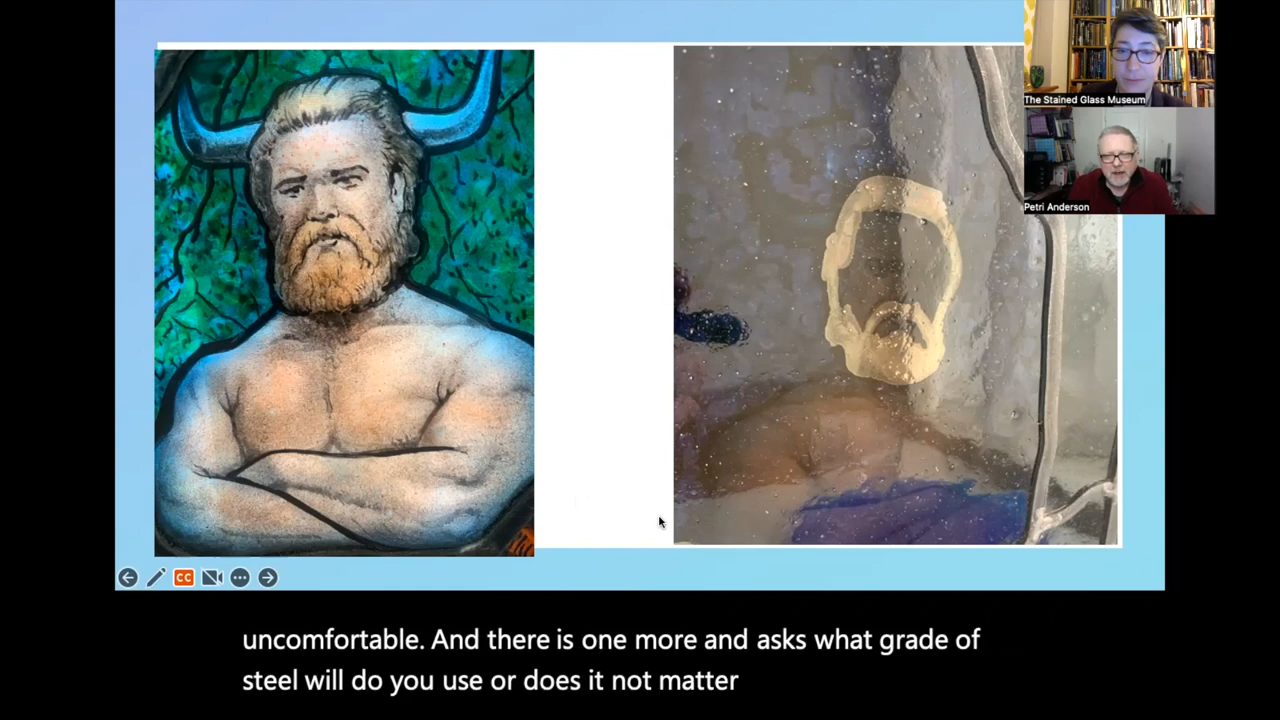 The Stained Glass Museum
Petri Anderson
CC
uncomfortable. And there is one more and asks what grade of
steel will do you use or does it not matter